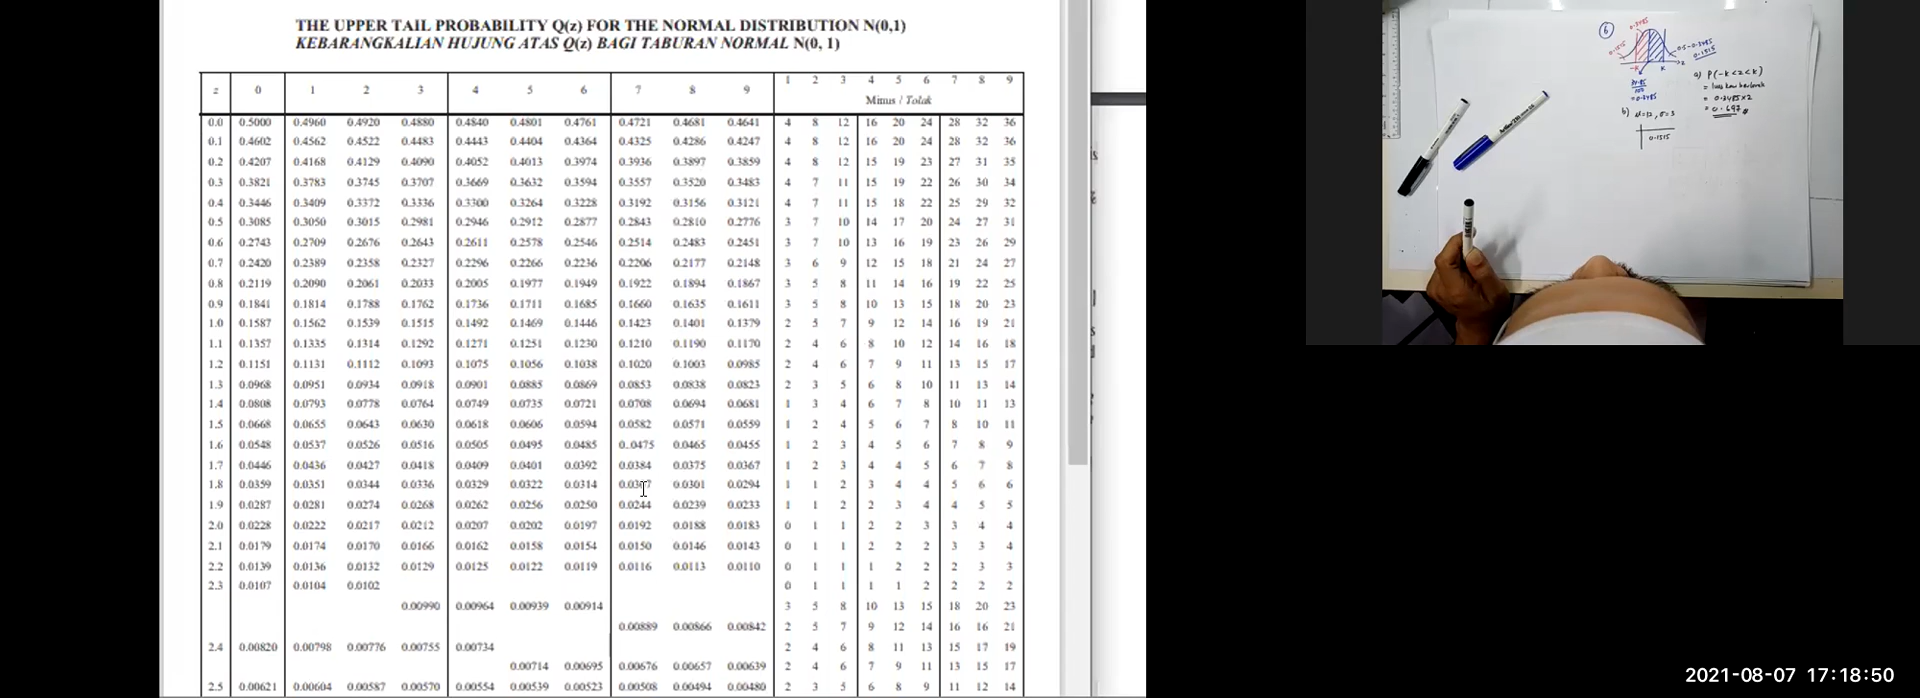 THE UPPER TAIL PROBABILITY Q(z) FOR THE NORMAL DISTRIBUTION N(0,1)
KEBARANGKALIAN HUJUNG ATAS Q(z) BAGI TABURAN NORMAL N(0, 1)
z 0 1 2 3 4 5 6 7 8 9 1 2 3 4 5 6 7 8 9
Minus / Tolak
0.0 0.5000 0.4960 0.4920 0.4880 0.4840 0.4801 0.4761 0.4721 0.4681 0.4641 4 8 12 16 20 24 28 32 36
0.1 0.4602 0.4562 0.4522 0.4483 0.4443 0.4404 0.4364 0.4325 0.4286 0.4247 4 8 12 16 20 24 28 32 36
0.2 0.4207 0.4168 0.4129 0.4090 0.4052 0.4013 0.3974 0.3936 0.3897 0.3859 4 8 12 15 19 23 27 31 35
0.3 0.3821 0.3783 0.3745 0.3707 0.3669 0.3632 0.3594 0.3557 0.3520 0.3483 4 7 11 15 19 22 26 30 34
0.4 0.3446 0.3409 0.3372 0.3336 0.3300 0.3264 0.3228 0.3192 0.3156 0.3121 4 7 11 15 18 22 25 29 32
0.5 0.3085 0.3050 0.3015 0.2981 0.2946 0.2912 0.2877 0.2843 0.2810 0.2776 3 7 10 14 17 20 24 27 31
0.6 0.2743 0.2709 0.2676 0.2643 0.2611 0.2578 0.2546 0.2514 0.2483 0.2451 3 7 10 13 16 19 23 26 29
0.7 0.2420 0.2389 0.2358 0.2327 0.2296 0.2266 0.2236 0.2206 0.2177 0.2148 3 6 9 12 15 18 21 24 27
0.8 0.2119 0.2090 0.2061 0.2033 0.2005 0.1977 0.1949 0.1922 0.1894 0.1867 3 5 8 11 14 16 19 22 25
0.9 0.1841 0.1814 0.1788 0.1762 0.1736 0.1711 0.1685 0.1660 0.1635 0.1611 3 5 8 10 13 15 18 20 23
1.0 0.1587 0.1562 0.1539 0.1515 0.1492 0.1469 0.1446 0.1423 0.1401 0.1379 2 5 7 9 12 14 16 19 21
1.1 0.1357 0.1335 0.1314 0.1292 0.1271 0.1251 0.1230 0.1210 0.1190 0.1170 2 4 6 8 10 12 14 16 18
1.2 0.1151 0.1131 0.1112 0.1093 0.1075 0.1056 0.1038 0.1020 0.1003 0.0985 2 4 6 7 9 11 13 15 17
1.3 0.0968 0.0951 0.0934 0.0918 0.0901 0.0885 0.0869 0.0853 0.0838 0.0823 2 3 5 6 8 10 11 13 14
1.4 0.0808 0.0793 0.0778 0.0764 0.0749 0.0735 0.0721 0.0708 0.0694 0.0681 1 3 4 6 7 8 10 11 13
1.5 0.0668 0.0655 0.0643 0.0630 0.0618 0.0606 0.0594 0.0582 0.0571 0.0559 1 2 4 5 6 7 8 10 11
1.6 0.0548 0.0537 0.0526 0.0516 0.0505 0.0495 0.0485 0..0475 0.0465 0.0455 1 2 3 4 5 6 7 8 9
1.7 0.0446 0.0436 0.0427 0.0418 0.0409 0.0401 0.0392 0.0384 0.0375 0.0367 1 2 3 4 4 5 6 7 8
1.8 0.0359 0.0351 0.0344 0.0336 0.0329 0.0322 0.0314 0.0301 0.0294 1 1 2 3 4 4 5 6 6
1.9 0.0287 0.0281 0.0274 0.0268 0.0262 0.0256 0.0250 0.0244 0.0239 0.0233 1 1 2 2 3 4 4 5 5
2.0 0.0228 0.0222 0.0217 0.0212 0.0207 0.0202 0.0197 0.0192 0.0188 0.0183 0 1 1 2 2 3 3 4 4
2.1 0.0179 0.0174 0.0170 0.0166 0.0162 0.0158 0.0154 0.0150 0.0146 0.0143 0 1 1 2 2 2 3 3 4
2.2 0.0139 0.0136 0.0132 0.0129 0.0125 0.0122 0.0119 0.0116 0.0113 0.0110 0 1 1 1 2 2 2 3 3
2.3 0.0107 0.0104 0.0102 0 1 1 1 1 2 2 2 2
0.00990 0.00964 0.00939 0.00914 3 5 8 10 13 15 18 20 23
0.00889 0.00866 0.00842 2 5 7 9 12 14 16 16 21
2.4 0.00820 0.00798 0.00776 0.00755 0.00734 2 4 6 8 11 13 15 17 19
0.00714 0.00695 0.00676 0.00657 0.00639 2 4 6 7 9 11 13 15 17
2.5 0.00621 0.00604 0.00587 0.00570 0.00554 0.00539 0.00523 0.00508 0.00494 0.00480 2 3 5 6 8 9 11 12 14
6
0.3485
0.1515
0.5-0.3485
0.1515
-k k z
= 0.3485
a) P(-k<z<k)
= 0.3485 x 2
= 0.697
b) μ=12, σ=3
0.1515
2021-08-07 17:18:50